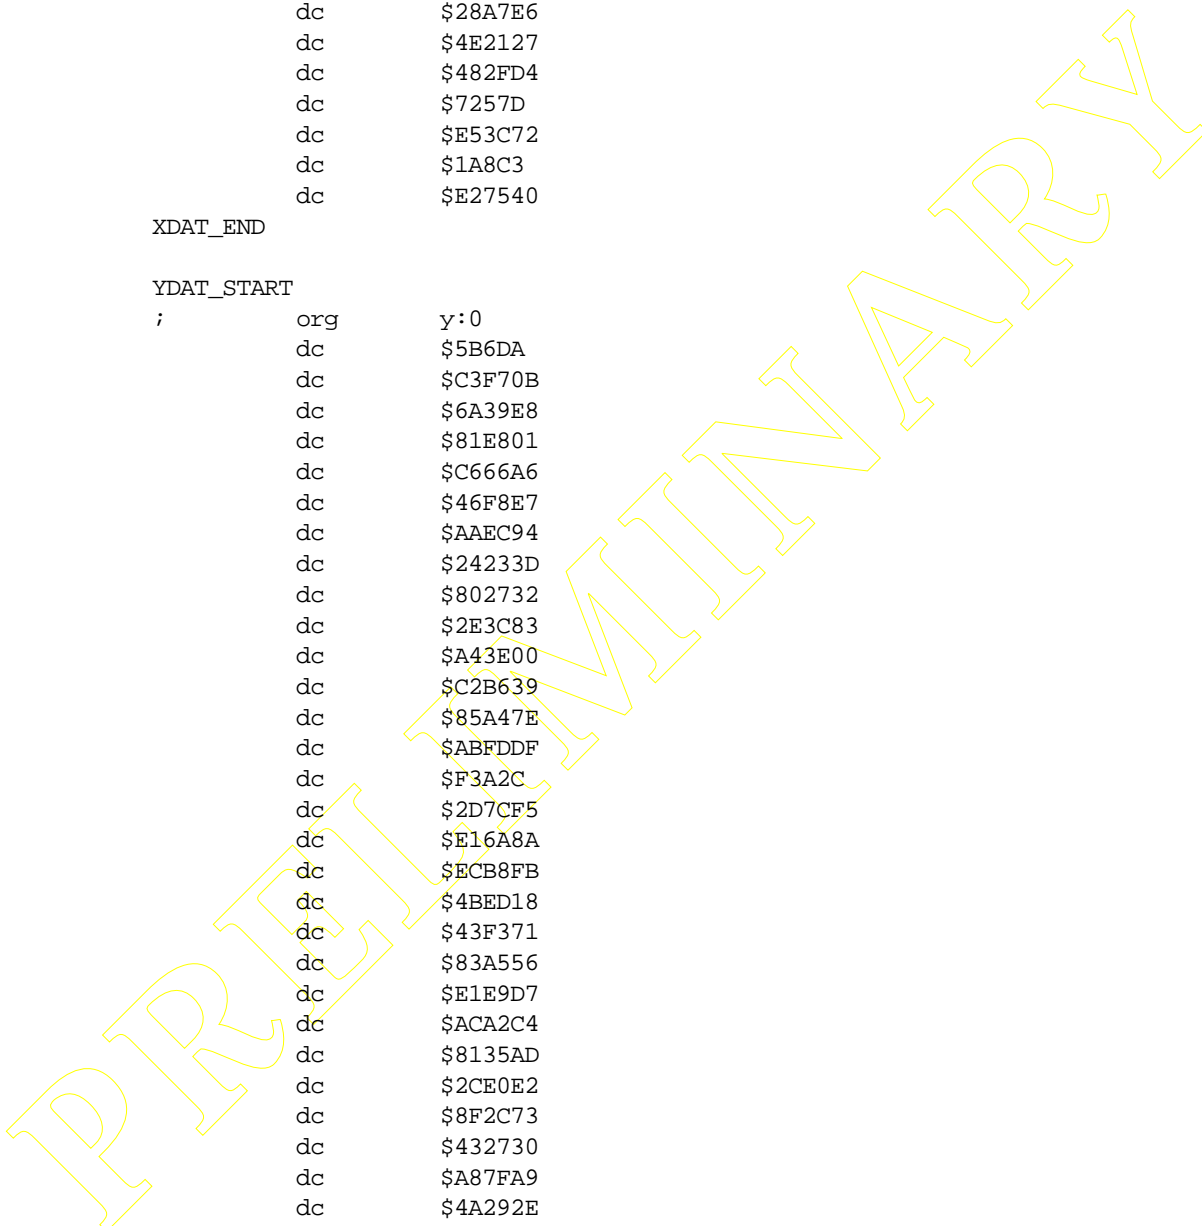 dc $28A7E6
dc $4E2127
dc $482FD4
dc $7257D
dc $E53C72
dc $1A8C3
dc $E27540
XDAT_END
YDAT_START
; org y:0
dc $5B6DA
dc $C3F70B
dc $6A39E8
dc $81E801
dc $C666A6
dc $46F8E7
dc $AAEC94
dc $24233D
dc $802732
dc $2E3C83
dc $A43E00
dc $C2B639
dc $85A47E
dc $ABFDDF
dc $F3A2C
dc $2D7CF5
dc $E16A8A
dc $ECB8FB
dc $4BED18
dc $43F371
dc $83A556
dc $E1E9D7
dc $ACA2C4
dc $8135AD
dc $2CE0E2
dc $8F2C73
dc $432730
dc $A87FA9
dc $4A292E
PRELIMINARY